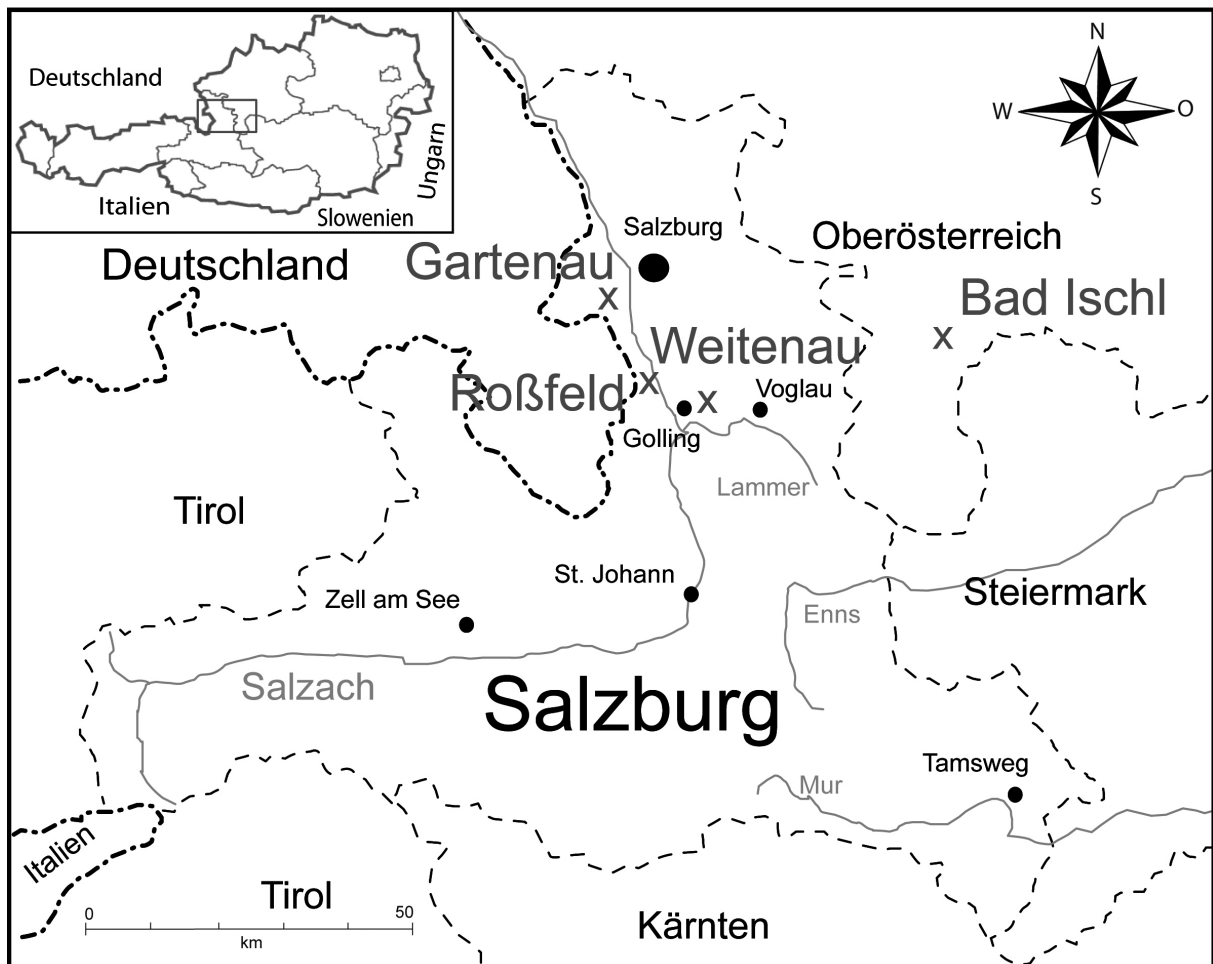 Deutschland
Italien
Slowenien
Ungarn
N
W
O
S
Deutschland
Gartenau
Salzburg
Oberösterreich
Bad Ischl
Weitenau
Roßfeld
Voglau
Golling
Lammer
Tirol
St. Johann
Zell am See
Enns
Steiermark
Salzach
Salzburg
Tamsweg
Mur
Italien
Tirol
Kärnten
0 50
km